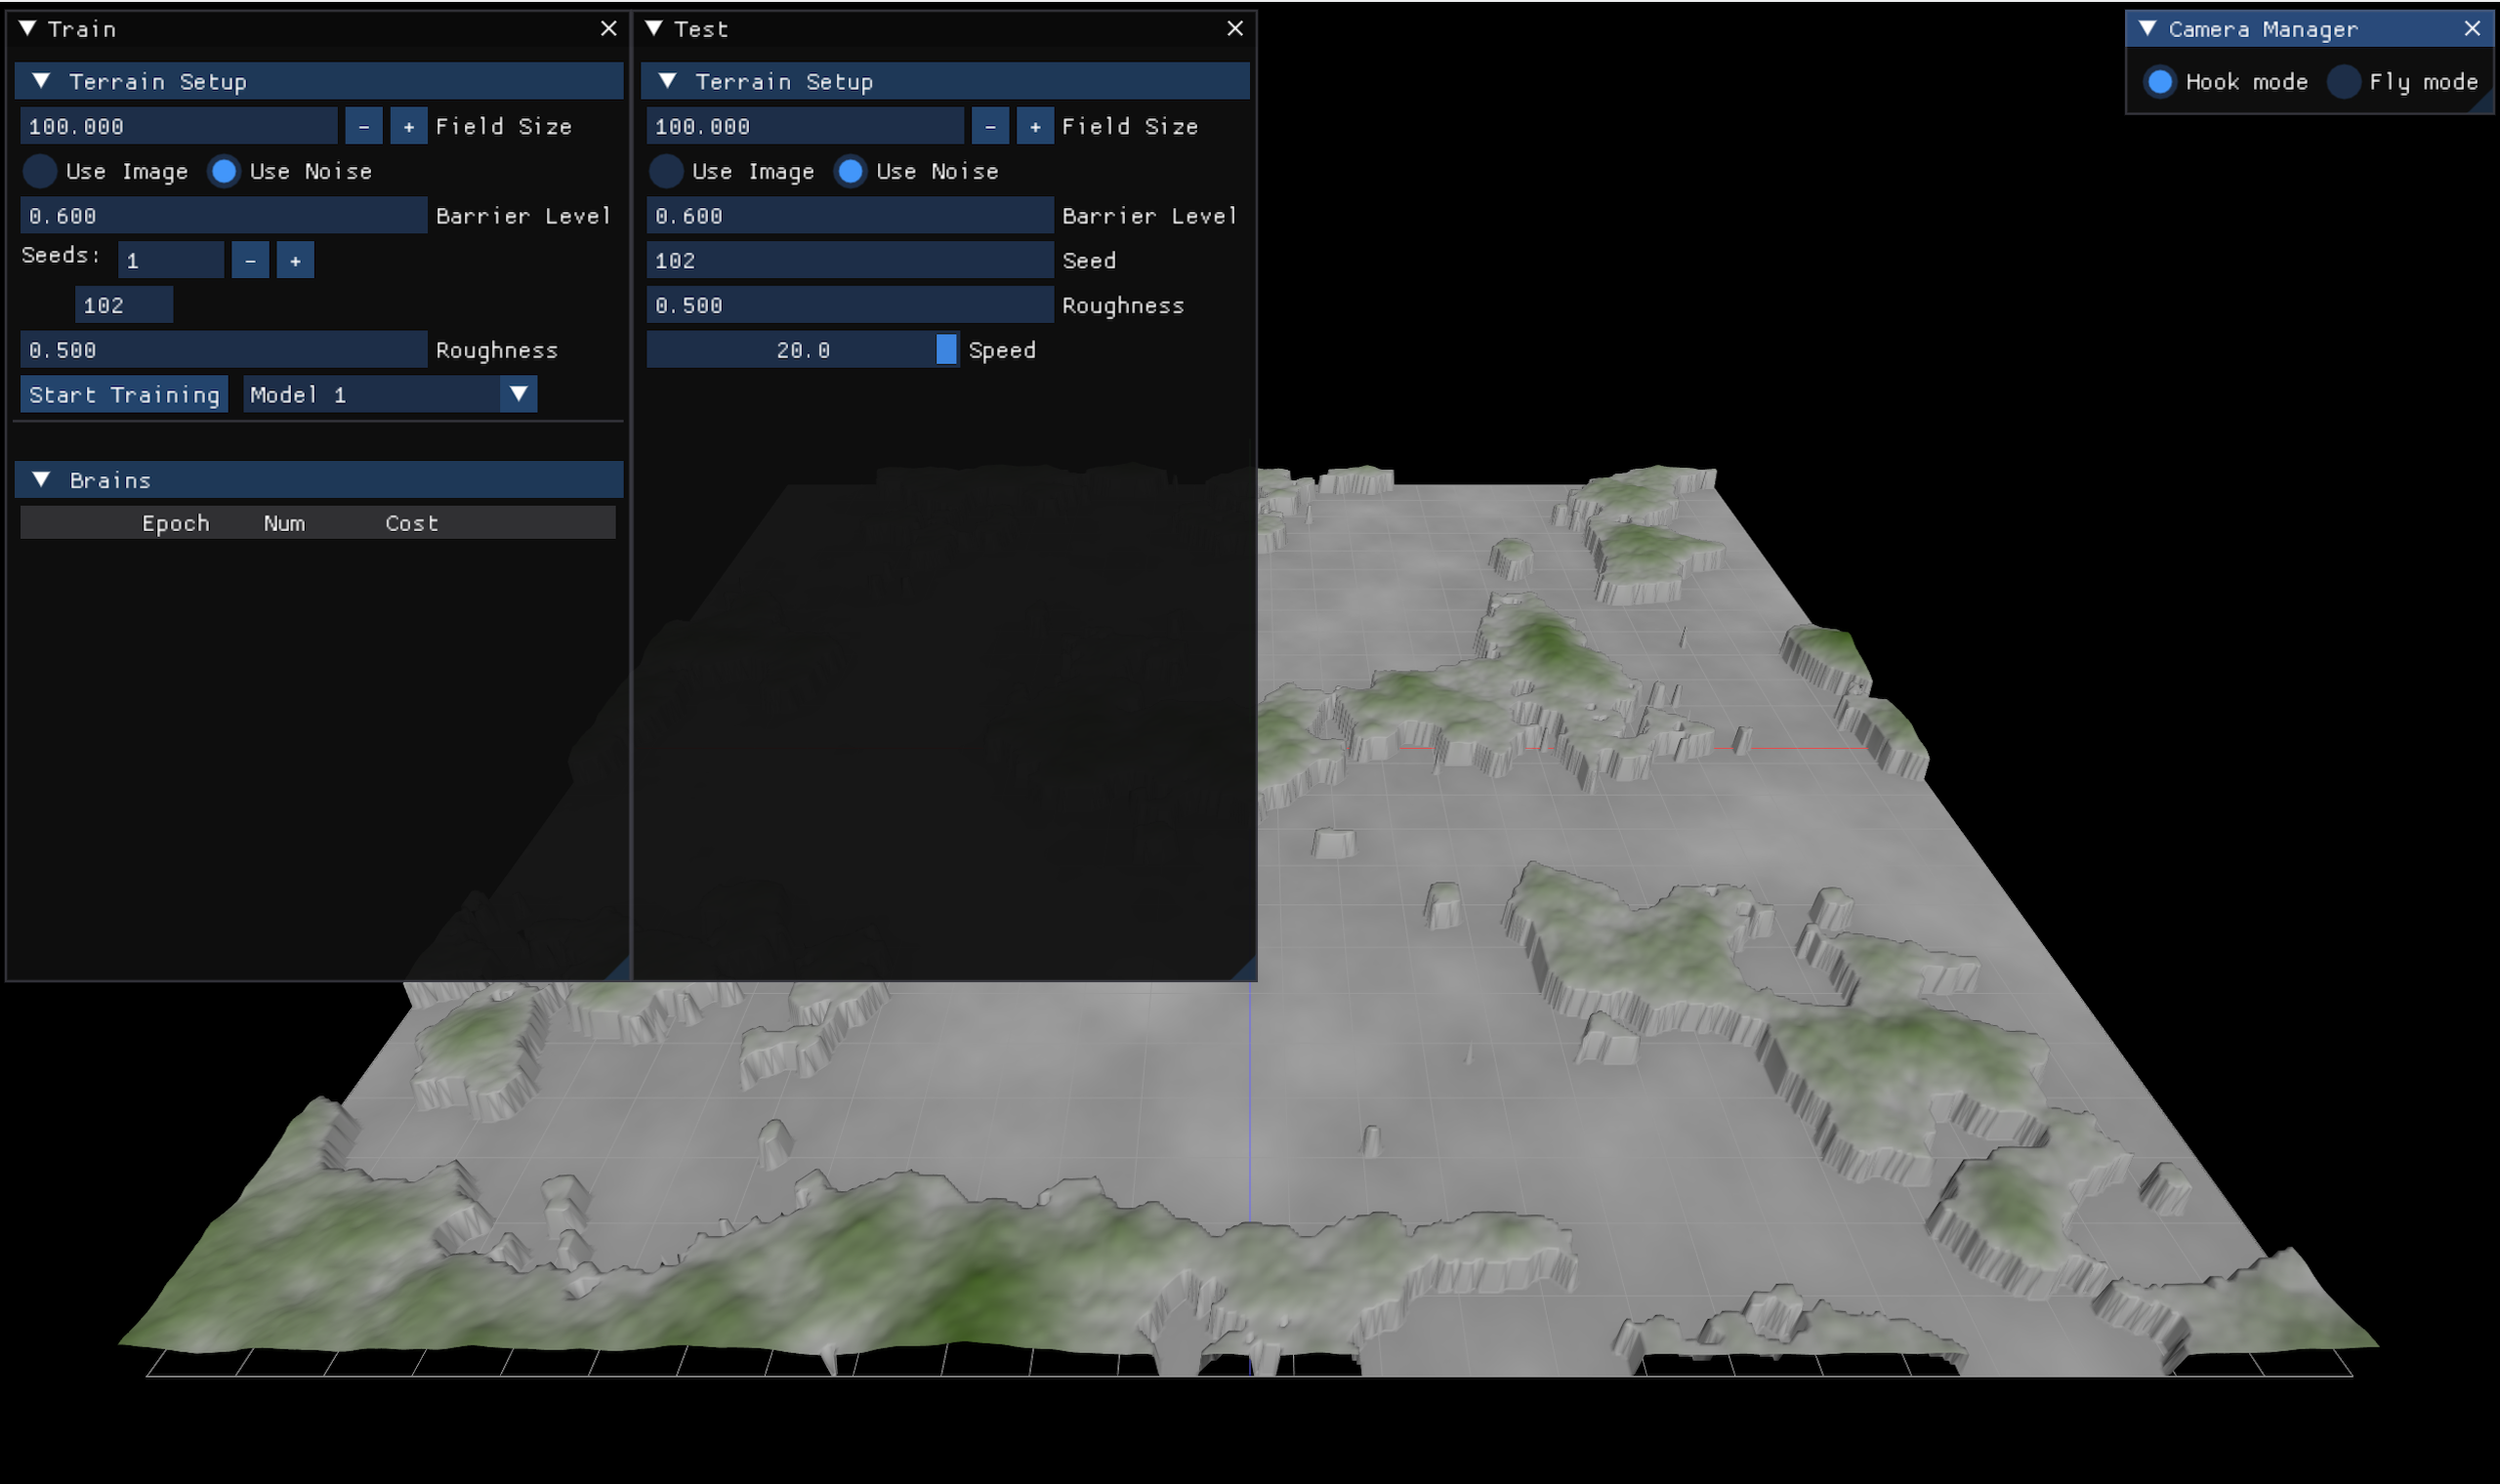 Train
Terrain Setup
100.000 - + Field Size
Use Image Use Noise
0.600 Barrier Level
Seeds: 1 - +
102
0.500 Roughness
Start Training Model 1
Brains
Epoch Num Cost
Test
Terrain Setup
100.000 - + Field Size
Use Image Use Noise
0.600 Barrier Level
102 Seed
0.500 Roughness
20.0 Speed
Camera Manager
Hook mode Fly mode